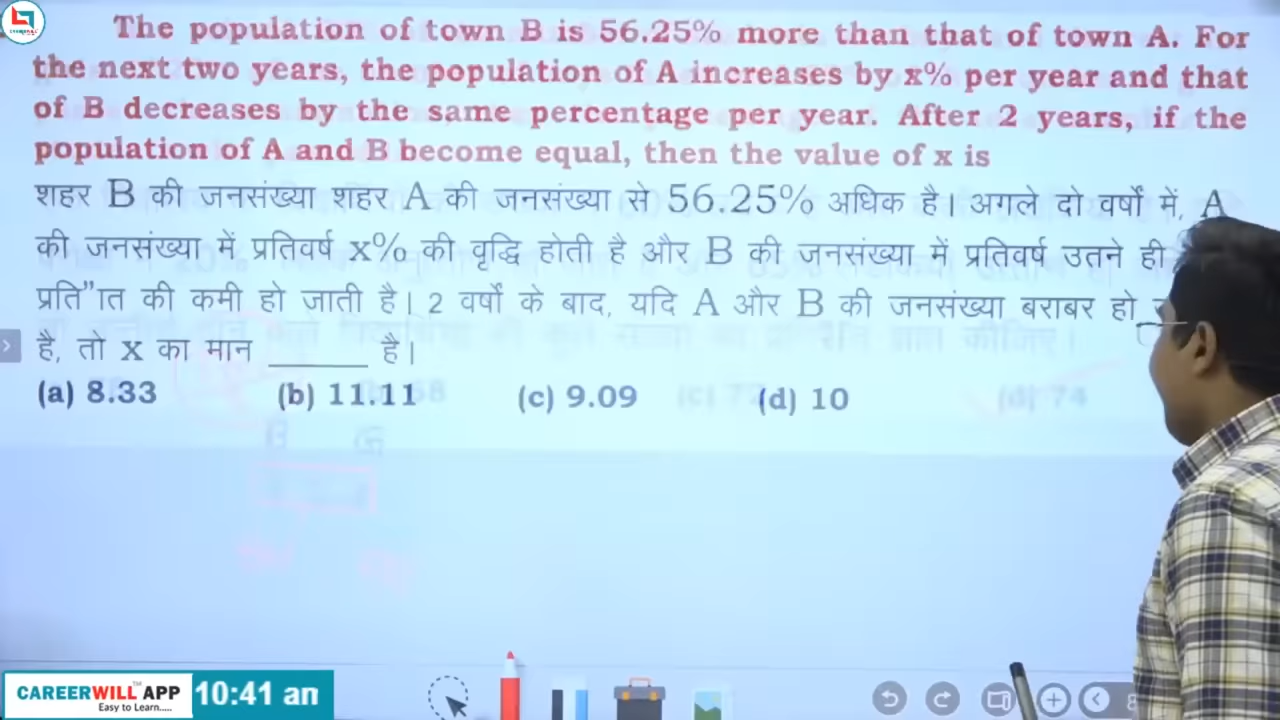 The population of town B is 56.25% more than that of town A. For
the next two years, the population of A increases by x% per year and that
of B decreases by the same percentage per year. After 2 years, if the
population of A and B become equal, then the value of x is
शहर B की जनसंख्या शहर A की जनसंख्या से 56.25% अधिक है। अगले दो वर्षों में, A
की जनसंख्या में प्रतिवर्ष x% की वृद्धि होती है और B की जनसंख्या में प्रतिवर्ष उतने ही
प्रति”ात की कमी हो जाती है। 2 वर्षों के बाद, यदि A और B की जनसंख्या बराबर हो
है, तो x का मान ______ है।
(a) 8.33 (b) 11.11 (c) 9.09 (d) 10
CAREERWILL APP 10:41 an
Easy to Learn.....